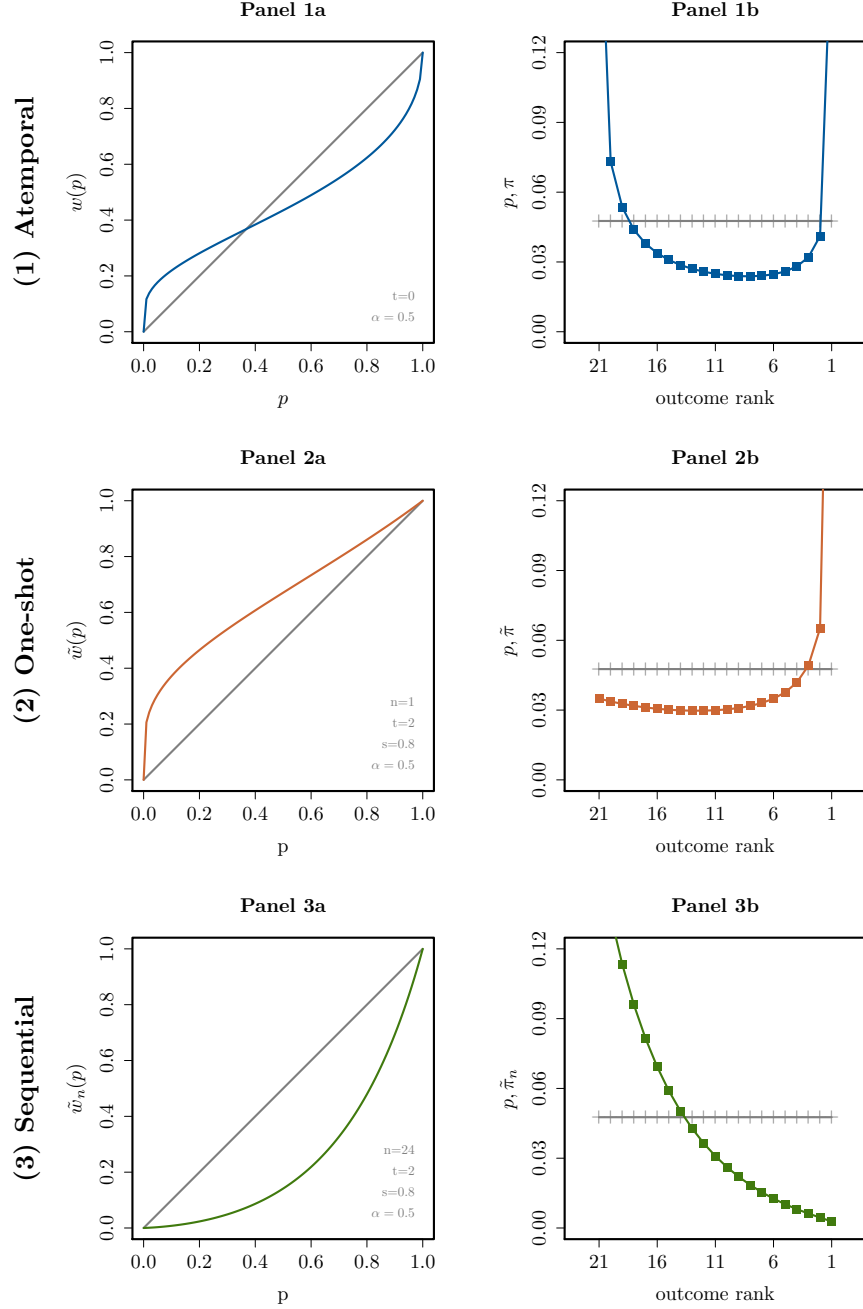 Panel 1a
Panel 1b
(1) Atemporal
w(p)
0.0 0.2 0.4 0.6 0.8 1.0
t=0
α = 0.5
0.0 0.2 0.4 0.6 0.8 1.0
p
p, π
0.00 0.03 0.06 0.09 0.12
21 16 11 6 1
outcome rank
Panel 2a
Panel 2b
(2) One-shot
w̃(p)
0.0 0.2 0.4 0.6 0.8 1.0
n=1
t=2
s=0.8
α = 0.5
0.0 0.2 0.4 0.6 0.8 1.0
p
p, π̃
0.00 0.03 0.06 0.09 0.12
21 16 11 6 1
outcome rank
Panel 3a
Panel 3b
(3) Sequential
w̃ₙ(p)
0.0 0.2 0.4 0.6 0.8 1.0
n=24
t=2
s=0.8
α = 0.5
0.0 0.2 0.4 0.6 0.8 1.0
p
p, π̃ₙ
0.00 0.03 0.06 0.09 0.12
21 16 11 6 1
outcome rank